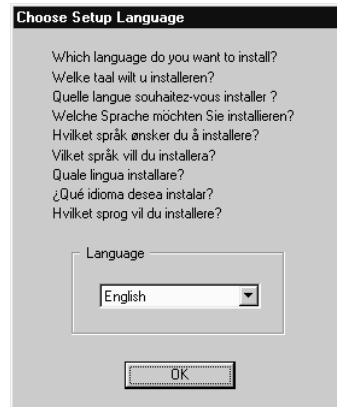 Choose Setup Language
Which language do you want to install?
Welke taal wilt u installeren?
Quelle langue souhaitez-vous installer ?
Welche Sprache möchten Sie installieren?
Hvilket språk ønsker du å installere?
Vilket språk vill du installera?
Quale lingua installare?
¿Qué idioma desea instalar?
Hvilket sprog vil du installere?
Language
English
OK